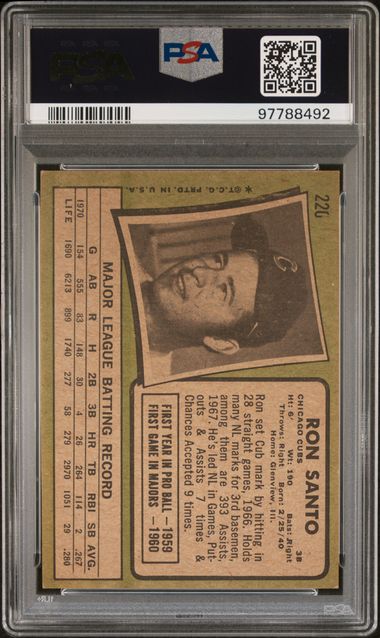 PSA
PSA
97788492
220
RON SANTO
CHICAGO CUBS 3B
Ht: 6' Wt: 190 Bats: Right
Throws: Right Born: 2/25/40
Home: Glenview, Ill.
Ron set Cub mark by hitting in
28 straight games, 1966. Holds
many NL marks for 3rd basemen,
among them are 393 Assists,
1967. He's led NL in Games, Put-
outs & Assists 7 times &
Chances Accepted 9 times.
FIRST YEAR IN PRO BALL — 1959
FIRST GAME IN MAJORS — 1960
*©T.C.G. PRTD. IN U.S.A.
MAJOR LEAGUE BATTING RECORD
G AB R H 2B 3B HR TB RBI SB AVG.
1970 154 555 83 148 30 4 26 264 114 2 .267
LIFE 1690 6213 899 1740 277 58 279 2970 1051 29 .280